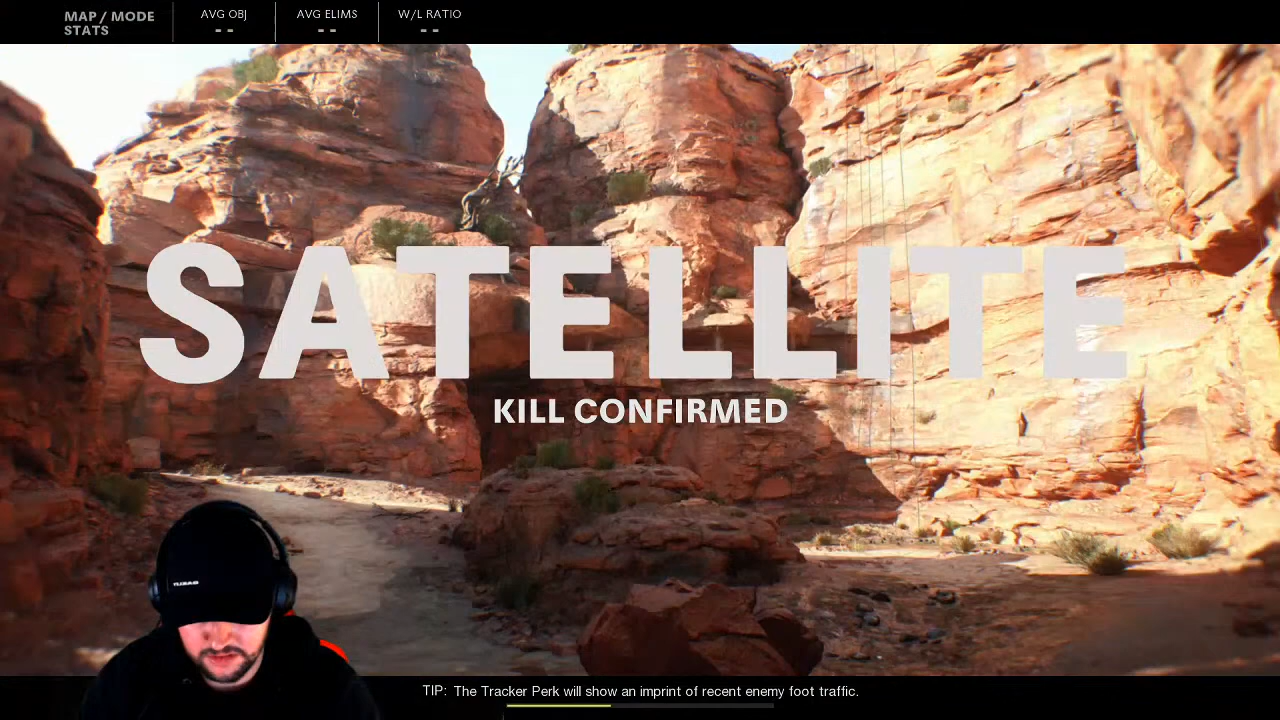 MAP / MODE
STATS
AVG OBJ
AVG ELIMS
W/L RATIO
- -
- -
- -
SATELLITE
KILL CONFIRMED
TIP: The Tracker Perk will show an imprint of recent enemy foot traffic.